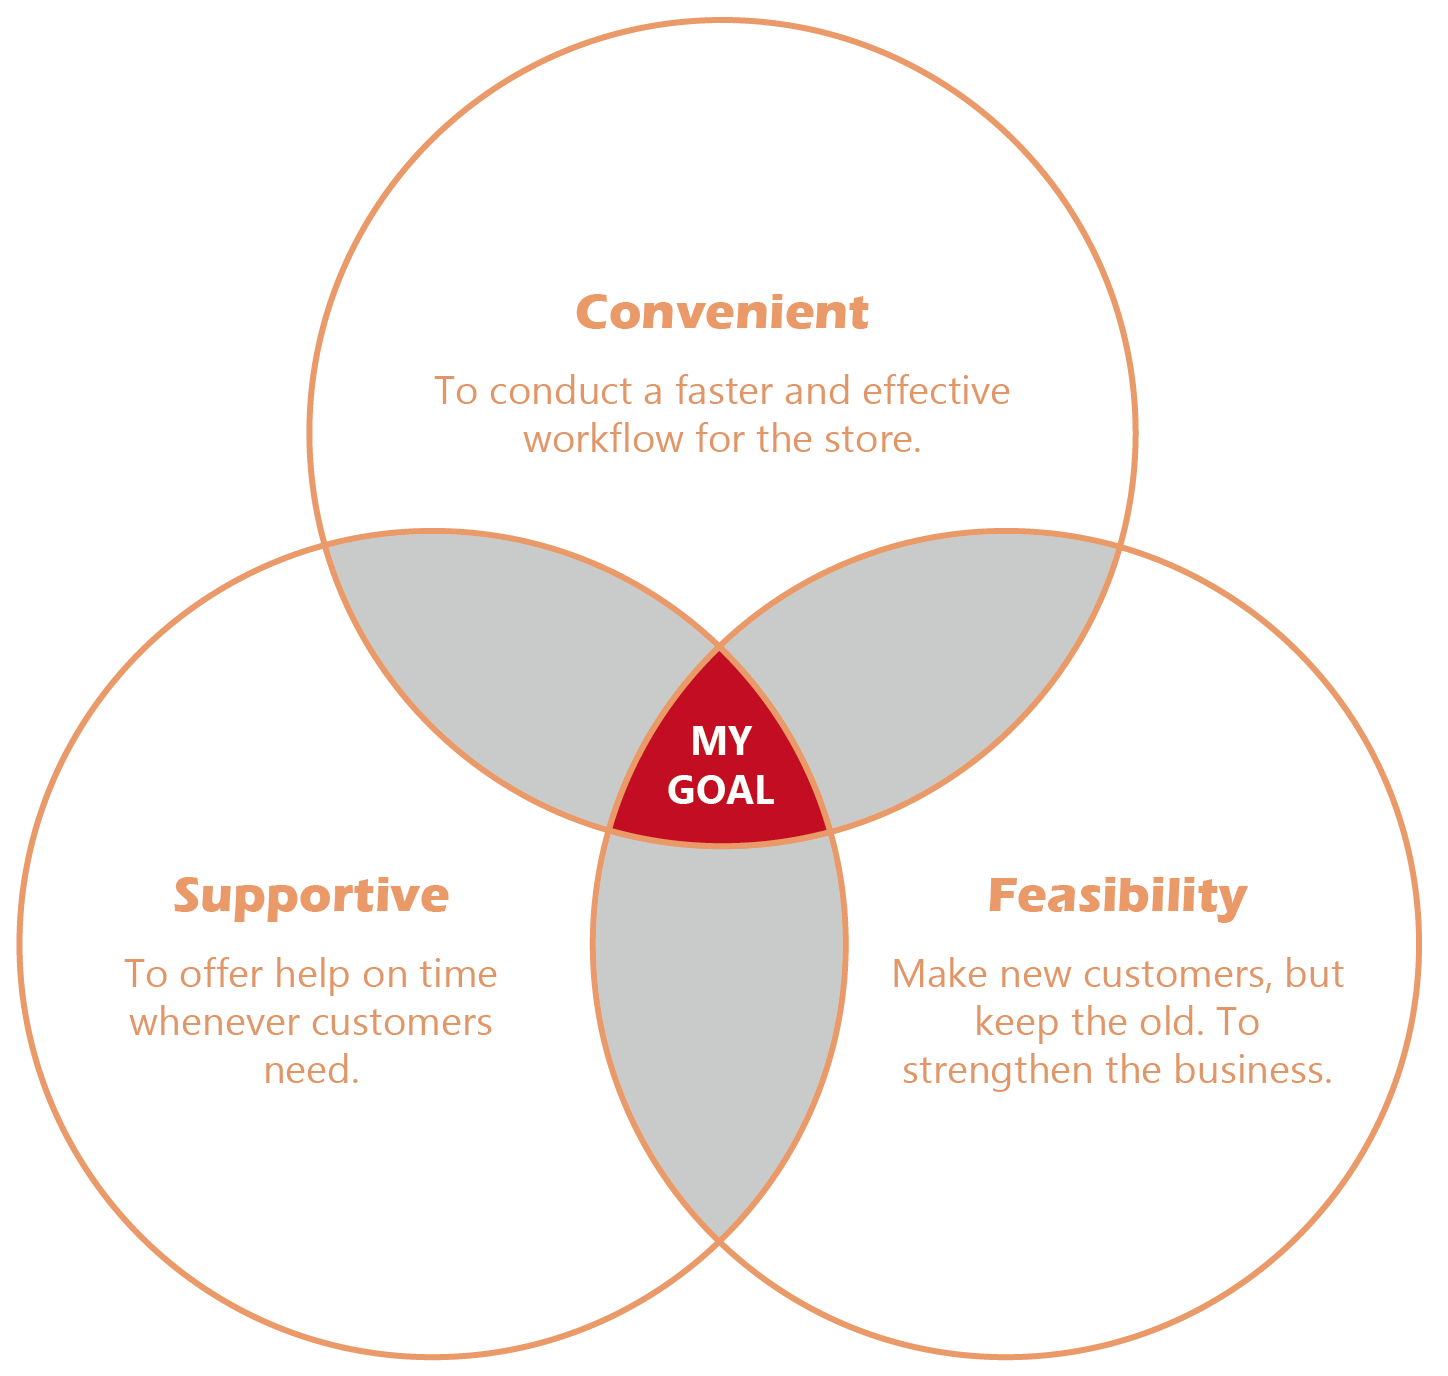 Convenient
To conduct a faster and effective
workflow for the store.
MY
GOAL
Supportive
To offer help on time
whenever customers
need.
Feasibility
Make new customers, but
keep the old. To
strengthen the business.